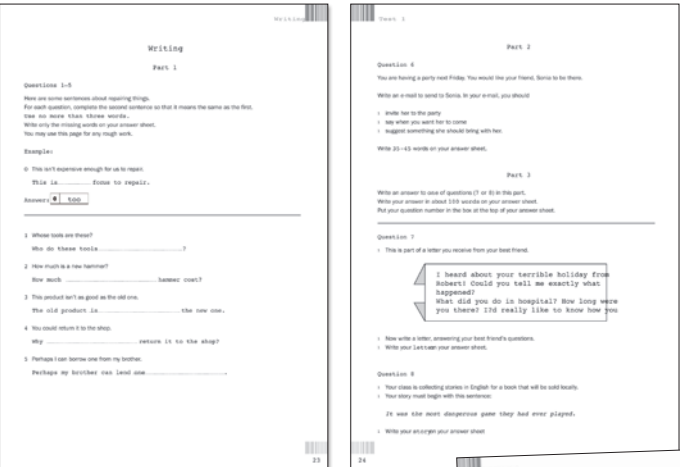 Writing
Writing
Part 1
Questions 1–5
Here are some sentences about repairing things.
For each question, complete the second sentence so that it means the same as the first.
Use no more than three words.
Write only the missing words on your answer sheet.
You may use this page for any rough work.
Example:
0 This isn't expensive enough for us to repair.
This is .......... forus to repair.
Answer: 0 too
1 Whose tools are these?
Who do these tools ..............................?
2 How much is a new hammer?
How much .............................. hammer cost?
3 This product isn't as good as the old one.
The old product is .............................. the new one.
4 You could return it to the shop.
Why .............................. return it to the shop?
5 Perhaps I can borrow one from my brother.
Perhaps my brother can lend one ..............................
23
Test 1
Part 2
Question 6
You are having a party next Friday. You would like your friend, Sonia to be there.
Write an e-mail to send to Sonia. In your e-mail, you should
invite her to the party
say when you want her to come
suggest something she should bring with her.
Write 35–45 words on your answer sheet.
Part 3
Write an answer to one of questions (7 or 8) in this part.
Write your answer in about 100 words on your answer sheet.
Put your question number in the box at the top of your answer sheet.
Question 7
This is part of a letter you receive from your best friend.
I heard about your terrible holiday from
Robert! Could you tell me exactly what
happened?
What did you do in hospital? How long were
you there? I?d really like to know how you
Now write a letter, answering your best friend's questions.
Write your letter on your answer sheet.
Question 8
Your class is collecting stories in English for a book that will be sold locally.
Your story must begin with this sentence:
It was the most dangerous game they had ever played.
Write your story on your answer sheet
24